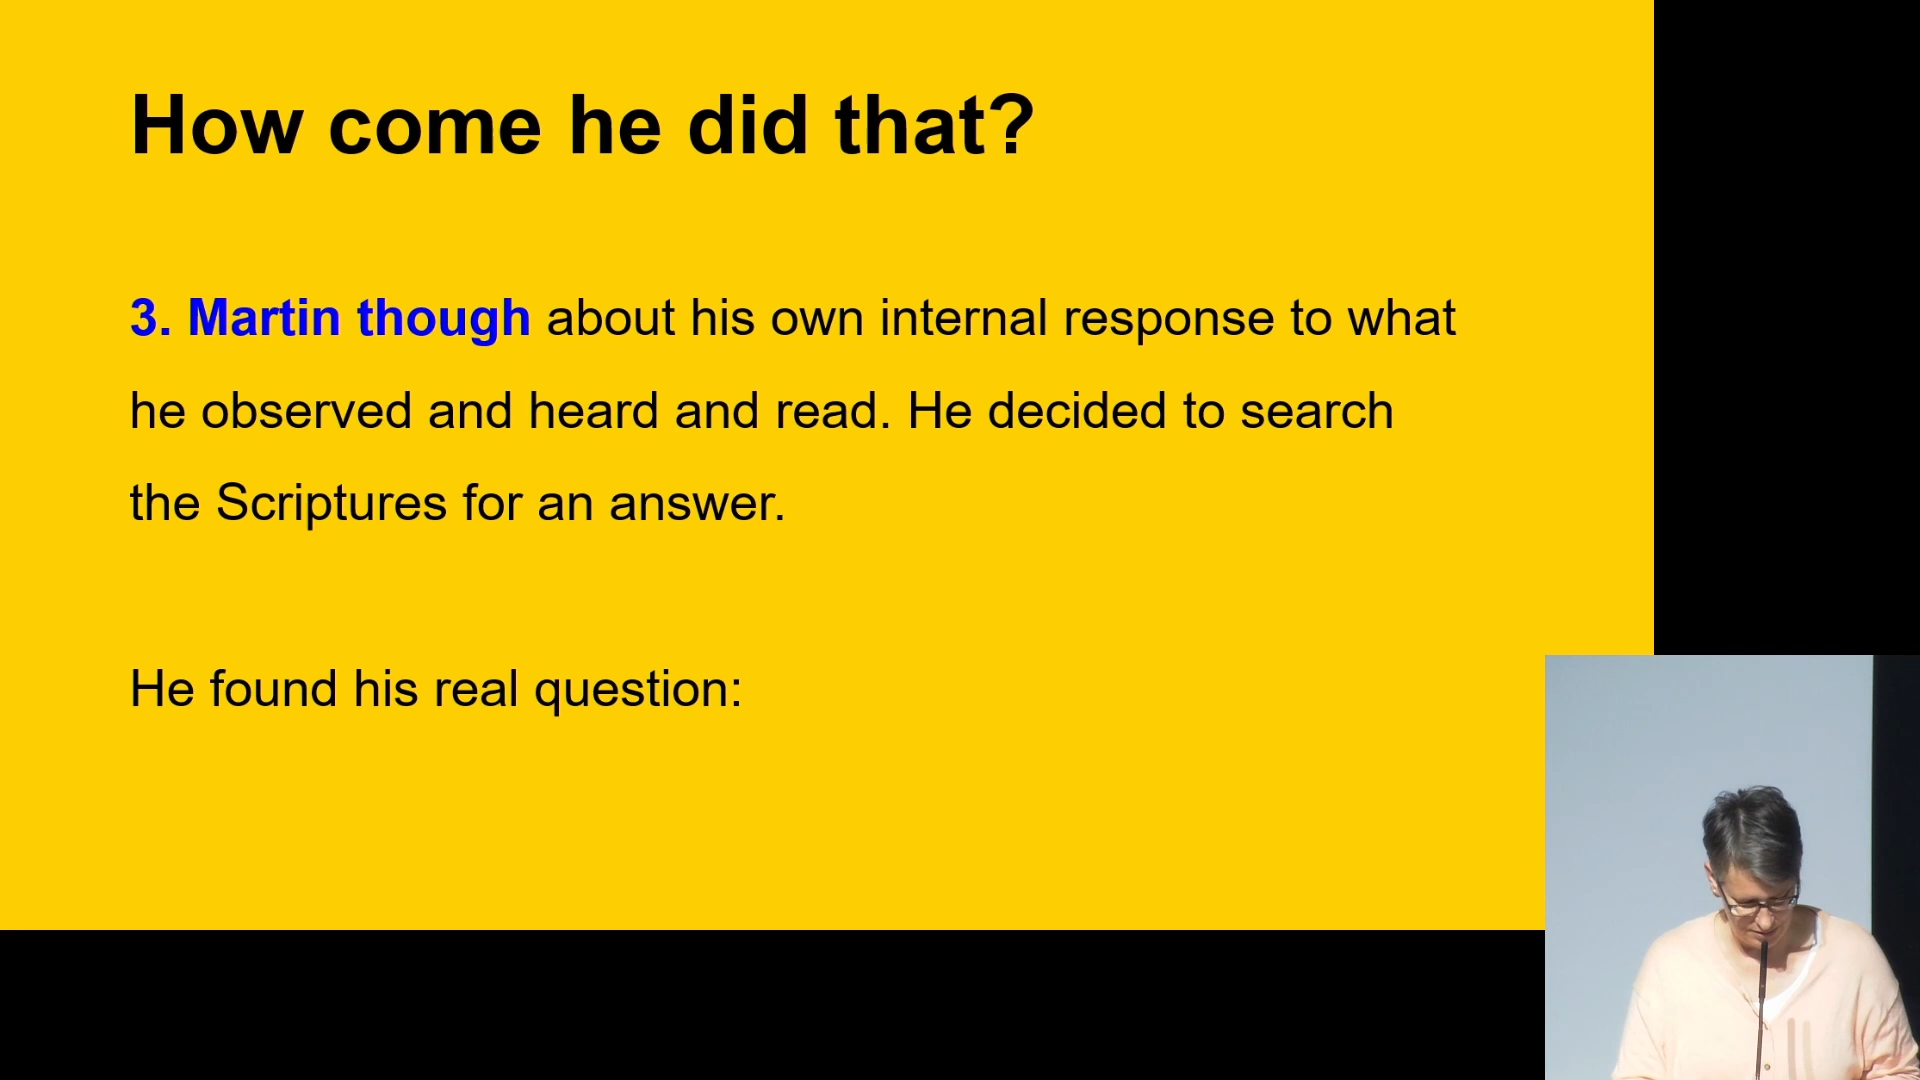 How come he did that?
3. Martin though about his own internal response to what
he observed and heard and read. He decided to search
the Scriptures for an answer.
He found his real question: